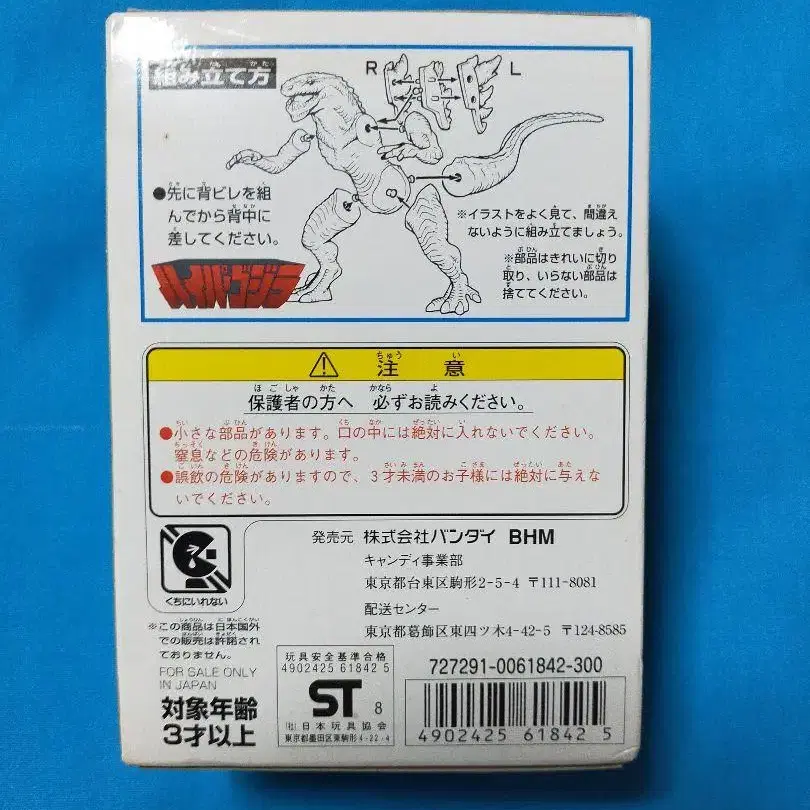 組み立て方
R L
●先に背ビレを組
んでから背中に
差してください。
※イラストをよく見て、間違え
ないように組み立てましょう。
※部品はきれいに切り
取り、いらない部品は
捨ててください。
ハイパーゴジラ
注意
保護者の方へ 必ずお読みください。
●小さな部品があります。口の中には絶対に入れないでください。
窒息などの危険があります。
●誤飲の危険がありますので、3才未満のお子様には絶対に与えな
いでください。
くちにいれない
発売元 株式会社バンダイ BHM
キャンディ事業部
東京都台東区駒形2-5-4 〒111-8081
配送センター
東京都葛飾区東四ツ木4-42-5 〒124-8585
※この商品は日本国外
での販売は許諾されて
おりません。
FOR SALE ONLY
IN JAPAN
対象年齢
3才以上
玩具安全基準合格
4902425 61842 5
ST 8
(社)日本玩具協会
東京都墨田区東駒形4-22-4
727291-0061842-300
4902425 61842 5